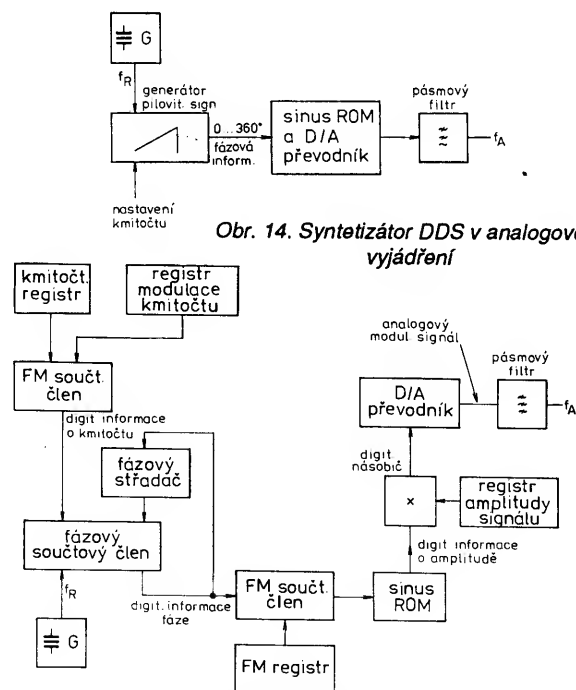 G
f_R
generátor
pilovit. sign
0...360°
fázová
inform.
sinus ROM
a D/A
převodník
pásmový
filtr
f_A
nastavení
kmitočtu
Obr. 14. Syntetizátor DDS v analogové
vyjádření
kmitočt.
registr
registr
modulace
kmitočtu
FM součt.
člen
digit informace
o kmitočtu
fázový
střadač
fázový
součtový člen
f_R
G
digit. informace
fáze
FM součt.
člen
FM registr
sinus
ROM
digit informace
o amplitudě
×
digit.
násobič
registr
amplitudy
signálu
D/A
převodník
analogový
modul signál
pásmový
filtr
f_A